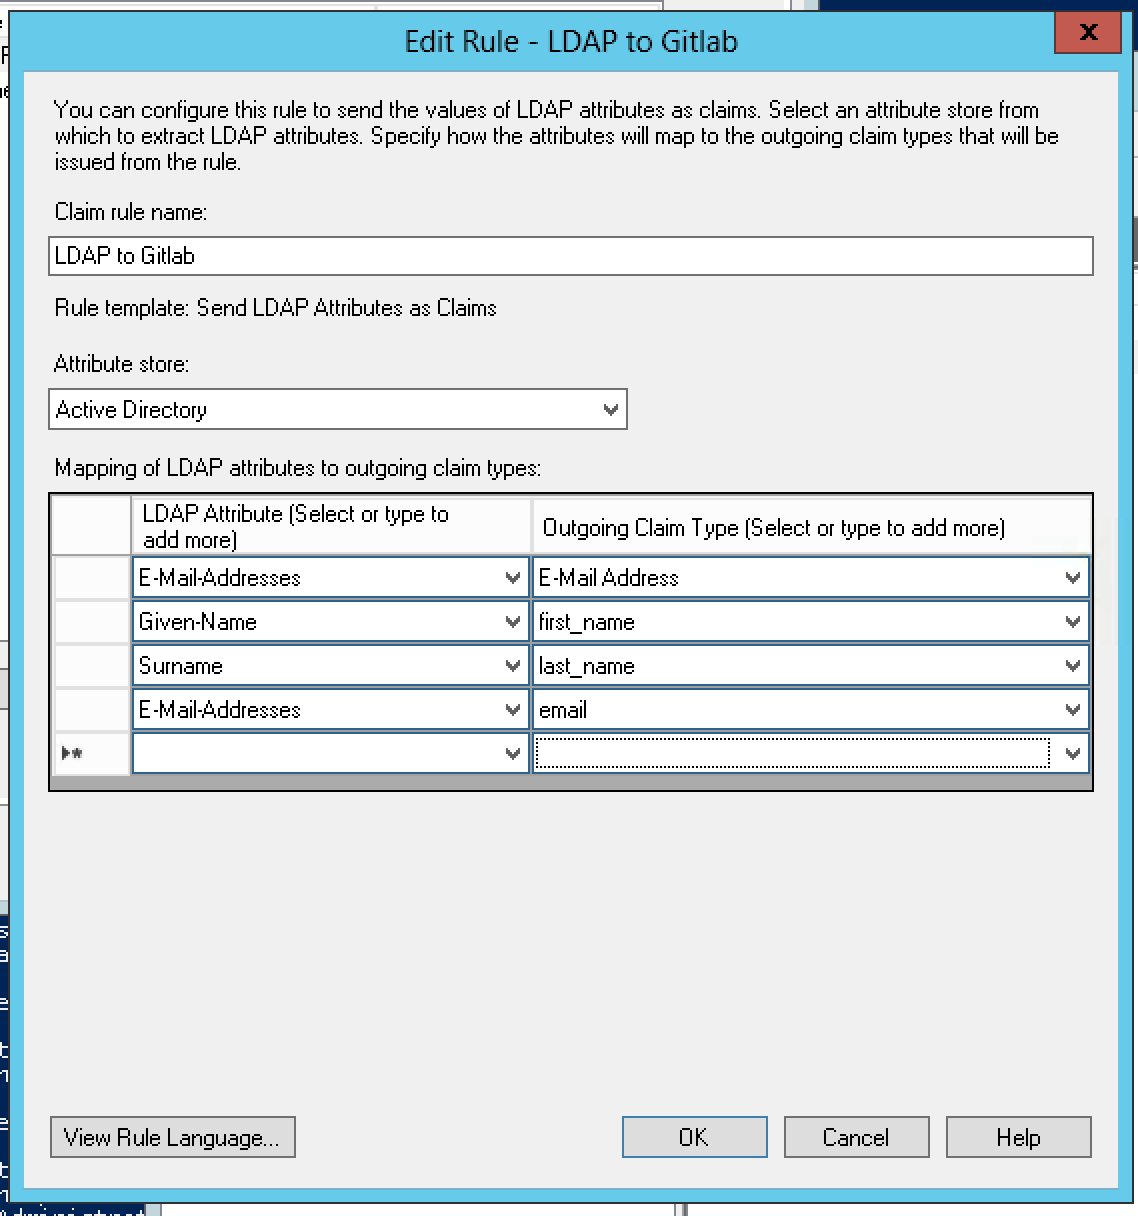 Edit Rule - LDAP to Gitlab
x
You can configure this rule to send the values of LDAP attributes as claims. Select an attribute store from
which to extract LDAP attributes. Specify how the attributes will map to the outgoing claim types that will be
issued from the rule.
Claim rule name:
LDAP to Gitlab
Rule template: Send LDAP Attributes as Claims
Attribute store:
Active Directory
Mapping of LDAP attributes to outgoing claim types:
LDAP Attribute (Select or type to
add more)
Outgoing Claim Type (Select or type to add more)
E-Mail-Addresses
E-Mail Address
Given-Name
first_name
Surname
last_name
E-Mail-Addresses
email
View Rule Language...
OK
Cancel
Help